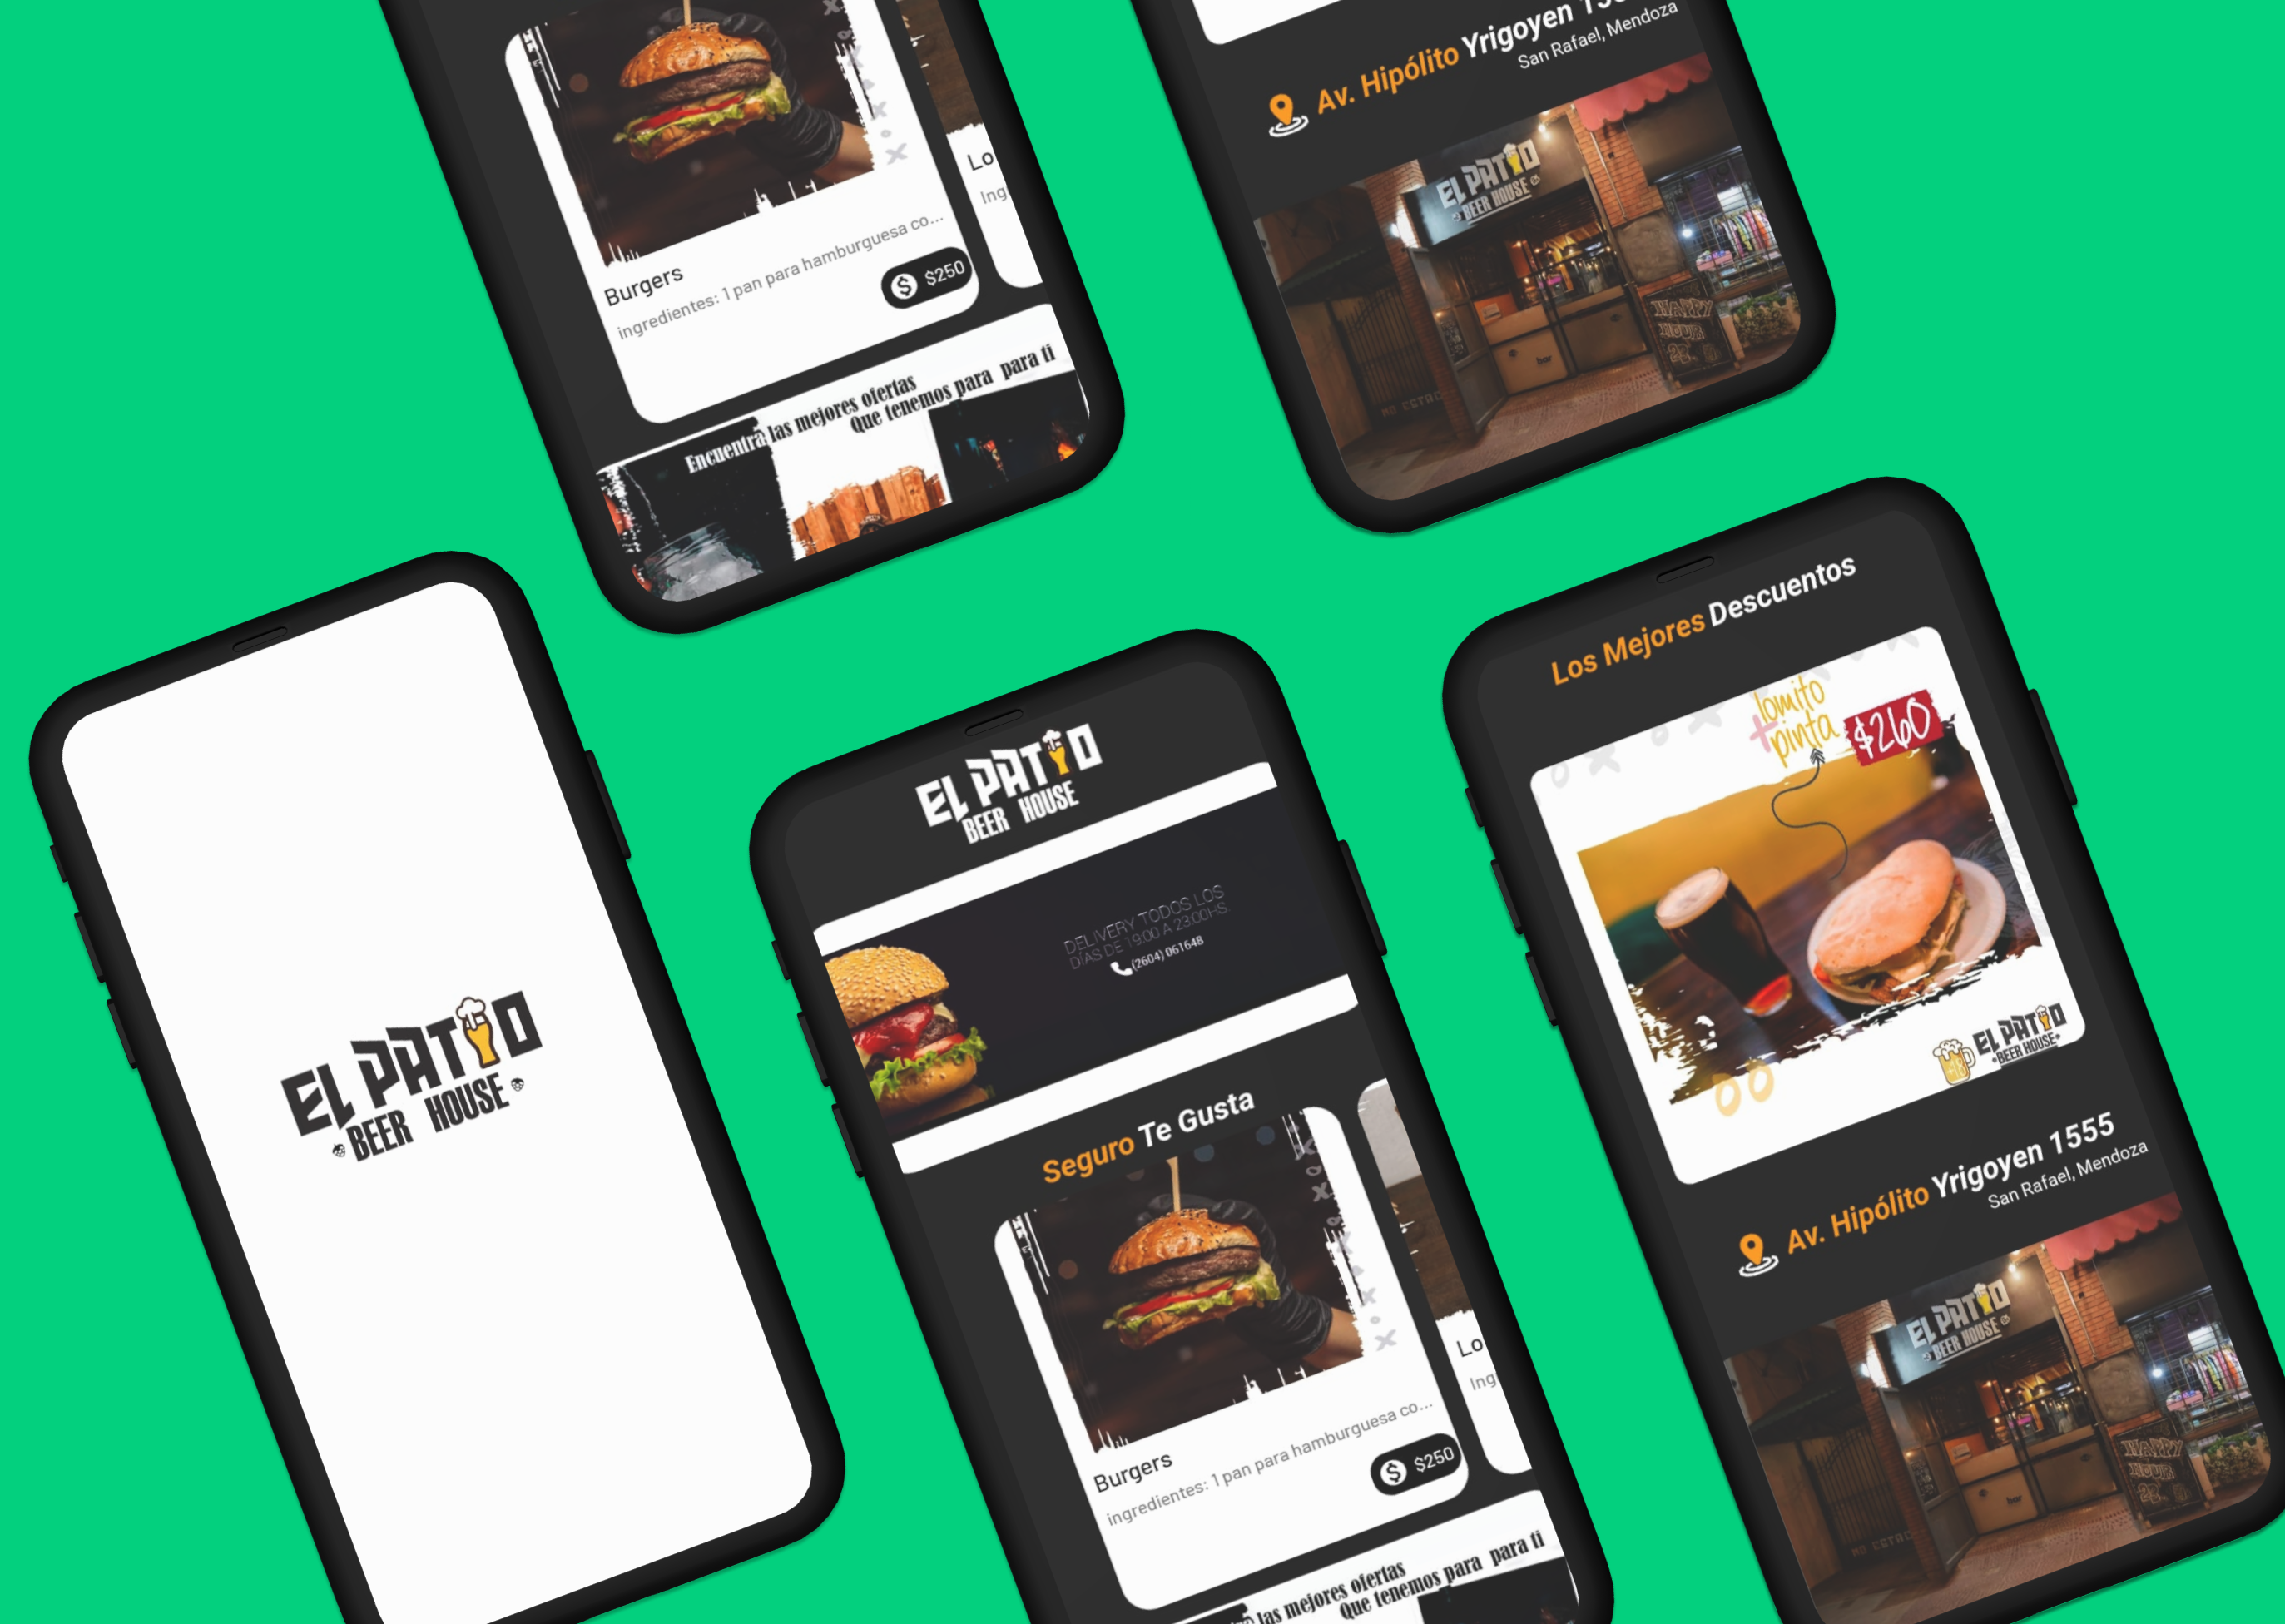 Burgers
ingredientes: 1 pan para hamburguesa co...
$250
Lo
Ing
Encuentra las mejores ofertas
Que tenemos para para ti
Av. Hipólito Yrigoyen
San Rafael, Mendoza
EL PATIO
BEER HOUSE
HAPPY
HOUR
bar
EL PATIO
BEER HOUSE
EL PATIO
BEER HOUSE
DELIVERY TODOS LOS
DÍAS DE 19:00 A 23:00HS.
(2604) 061648
Seguro Te Gusta
Burgers
ingredientes: 1 pan para hamburguesa co...
$250
Lo
Ing
las mejores ofertas
Que tenemos para para ti
Los Mejores Descuentos
lomito
+pinta
$260
EL PATIO
BEER HOUSE
Av. Hipólito Yrigoyen 1555
San Rafael, Mendoza
EL PATIO
BEER HOUSE
HAPPY
HOUR
bar